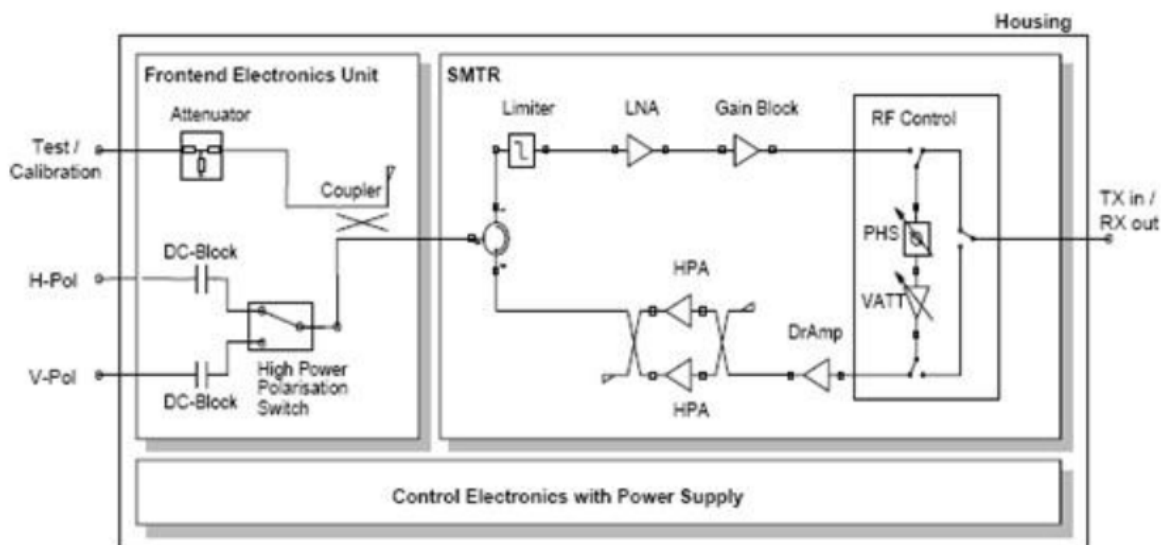 Housing
Frontend Electronics Unit
SMTR
Attenuator
Limiter
LNA
Gain Block
RF Control
Test /
Calibration
Coupler
TX in /
RX out
PHS
DC-Block
H-Pol
HPA
VATT
DrAmp
V-Pol
DC-Block
High Power
Polarisation
Switch
HPA
Control Electronics with Power Supply